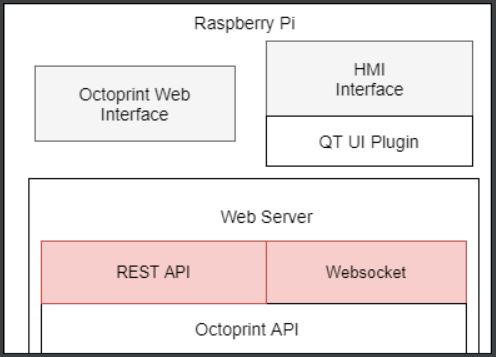 Raspberry Pi
Octoprint Web
Interface
HMI
Interface
QT UI Plugin
Web Server
REST API
Websocket
Octoprint API